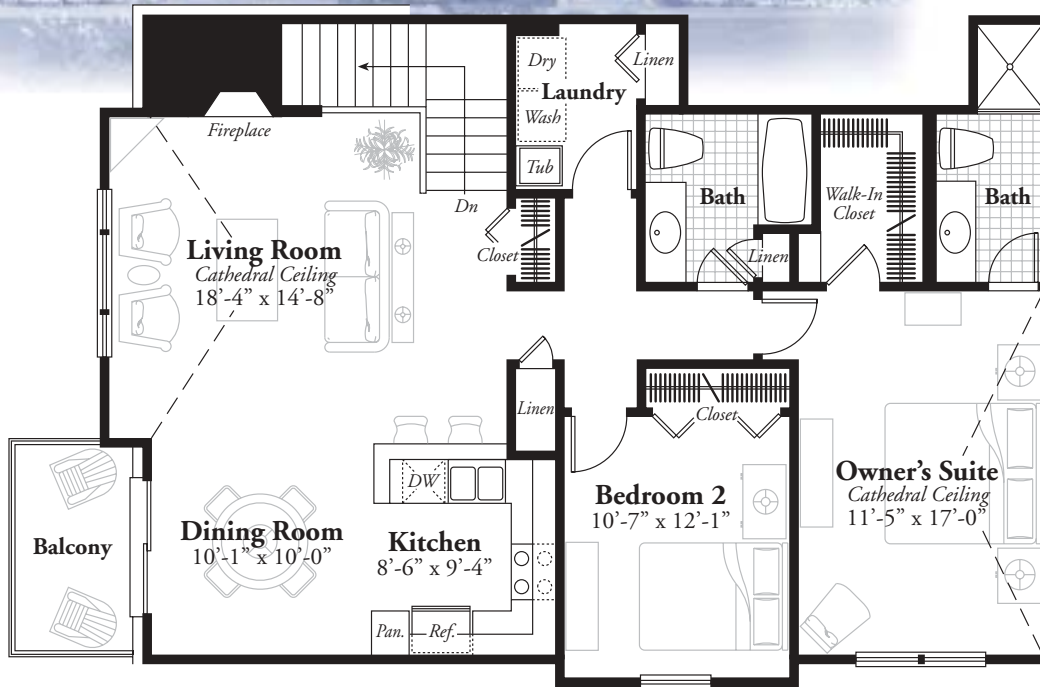 Dry
Linen
Laundry
Wash
Tub
Fireplace
Dn
Closet
Bath
Linen
Walk-In
Closet
Bath
Living Room
Cathedral Ceiling
18’-4” x 14’-8”
Linen
Closet
DW
Balcony
Dining Room
10’-1” x 10’-0”
Kitchen
8’-6” x 9’-4”
Pan.
Ref.
Bedroom 2
10’-7” x 12’-1”
Owner’s Suite
Cathedral Ceiling
11’-5” x 17’-0”